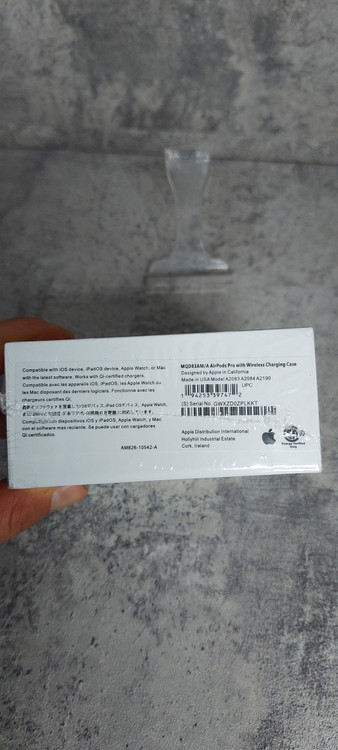 Compatible with iOS device, iPadOS device, Apple Watch, or Mac
with the latest software. Works with Qi-certified chargers.
Compatible avec les appareils iOS, iPadOS, les Apple Watch ou
les Mac disposant des derniers logiciels. Fonctionne avec les
chargeurs certifiés Qi.
Compatible con dispositivos iOS y iPadOS, Apple Watch, y Mac
con el software más reciente. Se puede usar con cargadores
Qi certificados.
AM826-10542-A
MQD83AM/A AirPods Pro with Wireless Charging Case
Designed by Apple in California
Made in USA Model A2083 A2084 A2190
UPC
1 94253 39747 2
(S) Serial No. GWXZD0ZPLKKT
Apple Distribution International
Hollyhill Industrial Estate
Cork, Ireland